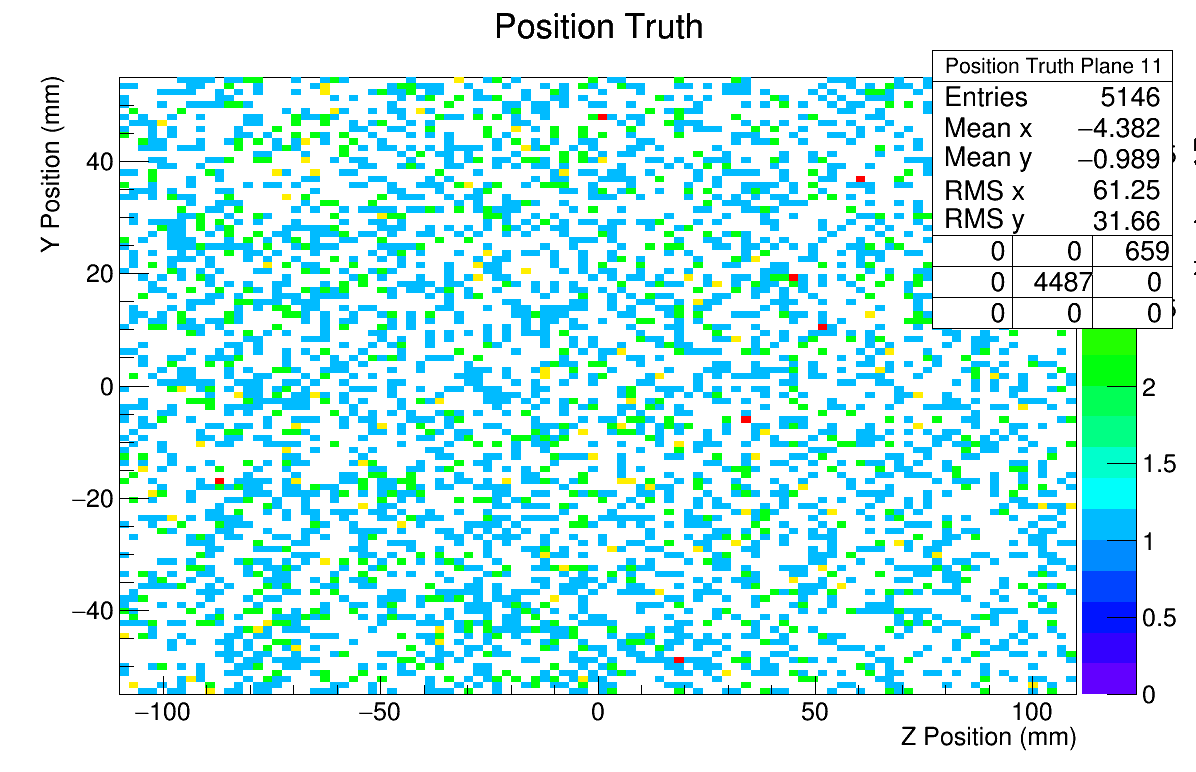 Position Truth
Position Truth Plane 11
Entries 5146
Mean x −4.382
Mean y −0.989
RMS x 61.25
RMS y 31.66
0 0 659
0 4487 0
0 0 0
Y Position (mm)
40
20
0
−20
−40
2
1.5
1
0.5
0
−100 −50 0 50 100
Z Position (mm)